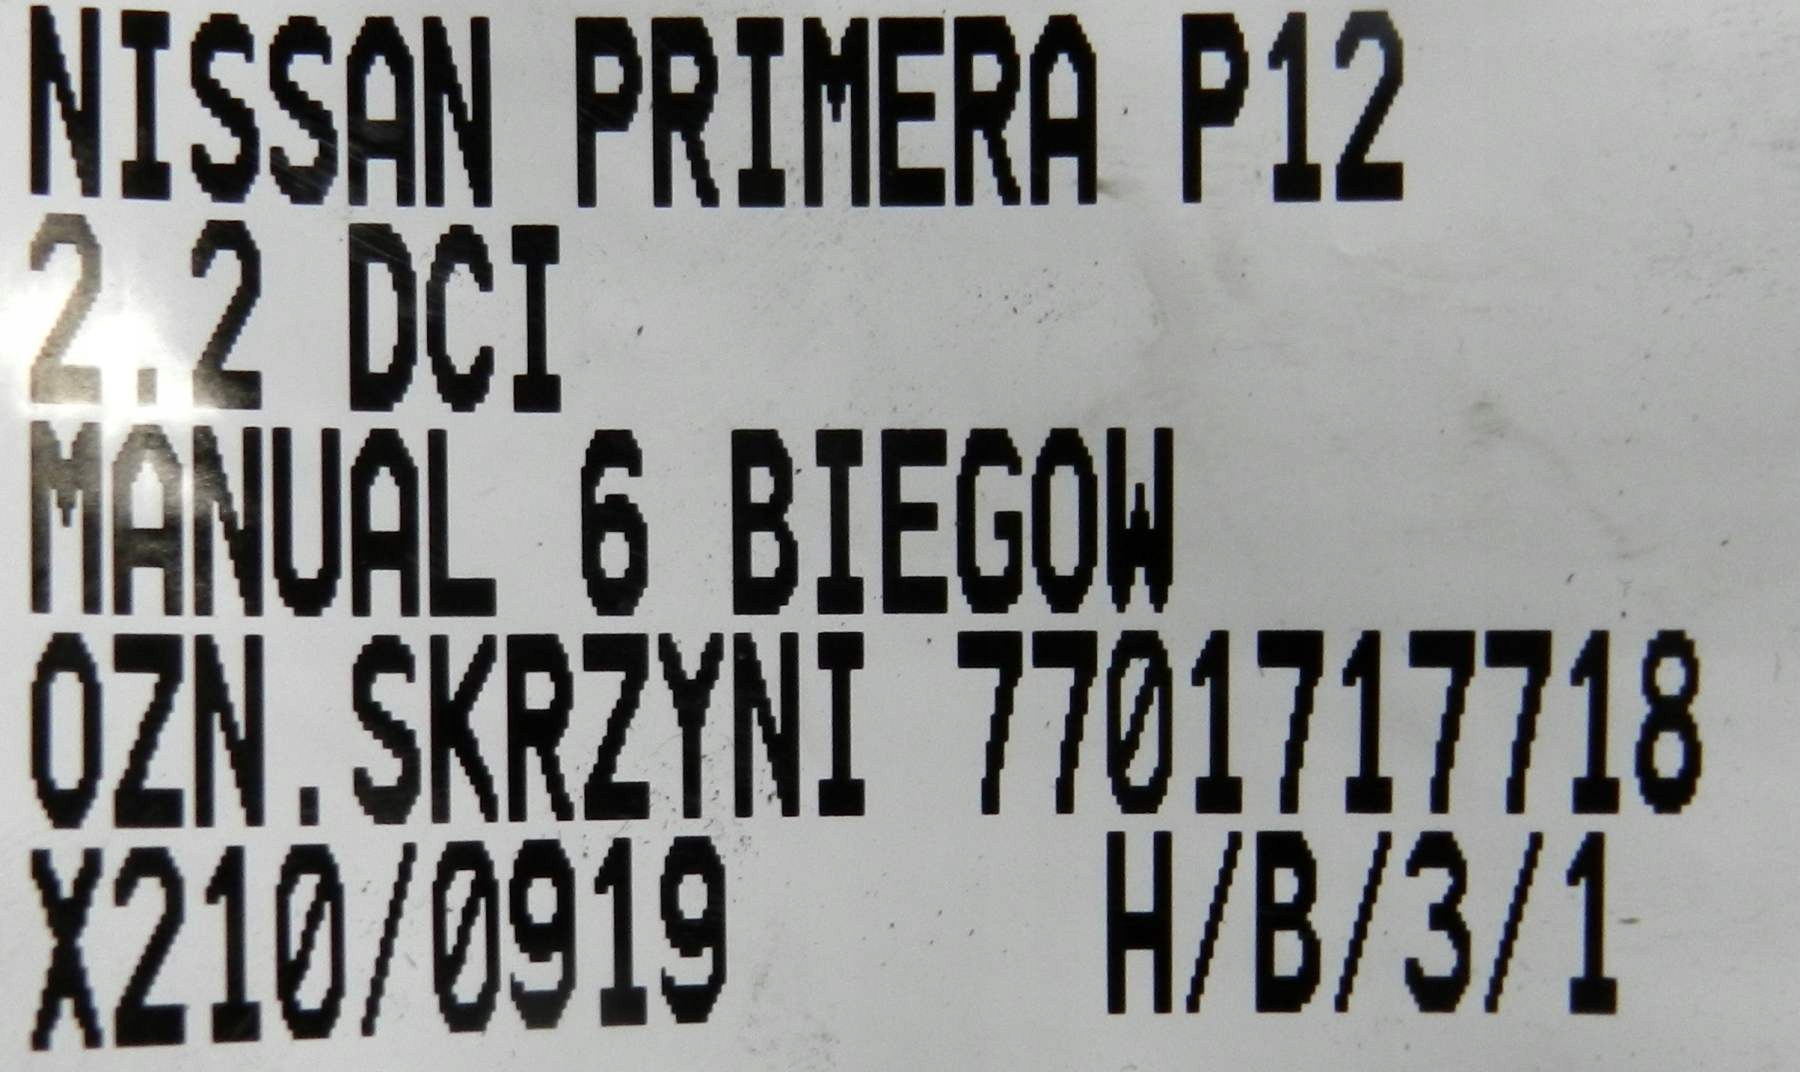 NISSAN PRIMERA P12
2.2 DCI
MANUAL 6 BIEGOW
OZN.SKRZYNI 7701717718
X210/0919 H/B/3/1